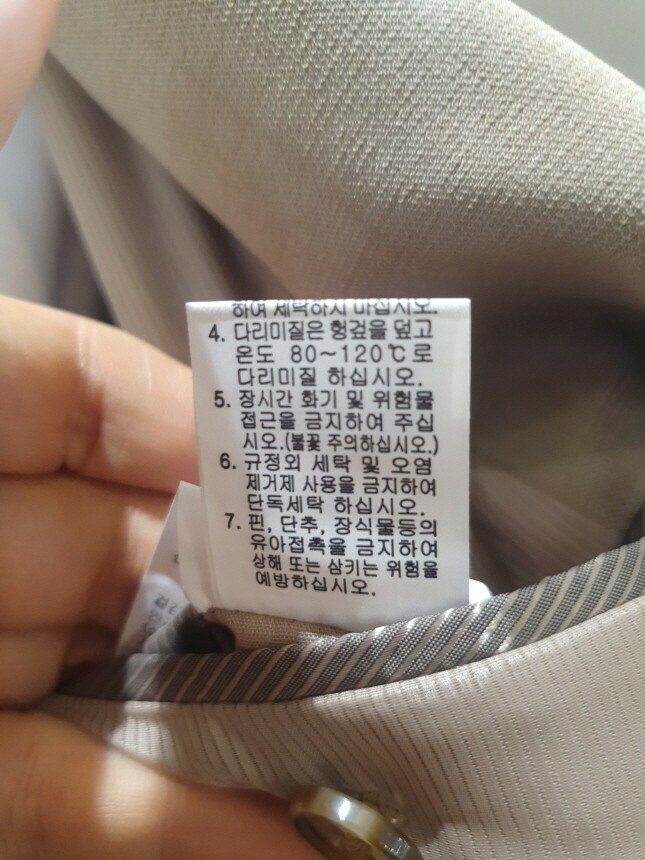 하여 세탁하지 마십시오.
4. 다리미질은 헝겊을 덮고
온도 80~120℃로
다리미질 하십시오.
5. 장시간 화기 및 위험물
접근을 금지하여 주십
시오.(불꽃 주의하십시오.)
6. 규정외 세탁 및 오염
제거제 사용을 금지하여
단독세탁 하십시오.
7. 핀, 단추, 장식물등의
유아접촉을 금지하여
상해 또는 삼키는 위험을
예방하십시오.